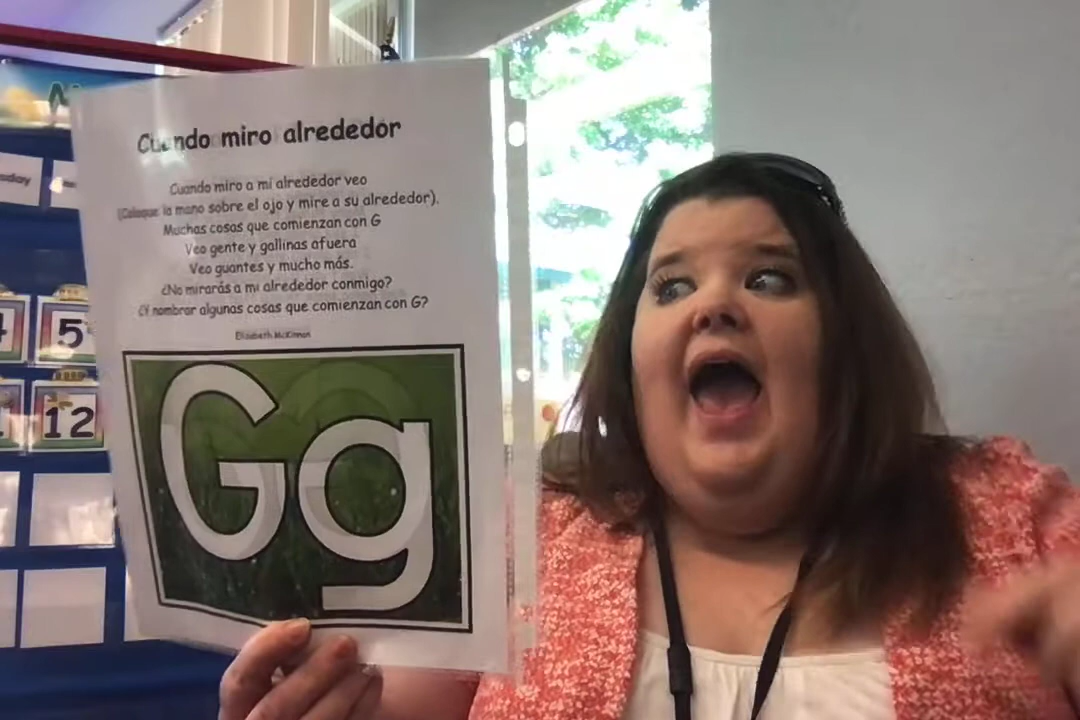 Cuando miro alrededor
Cuando miro a mi alrededor veo
(Coloque la mano sobre el ojo y mire a su alrededor).
Muchas cosas que comienzan con G
Veo gente y gallinas afuera
Veo guantes y mucho más.
¿No mirarás a mi alrededor conmigo?
¿Y nombrar algunas cosas que comienzan con G?
Elizabeth McKinnon
Gg
5
12